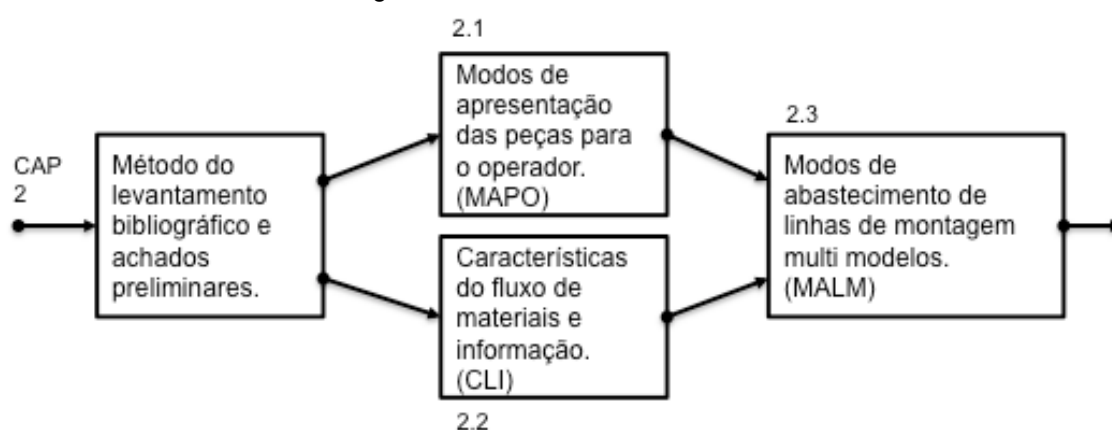 CAP
2
Método do
levantamento
bibliográfico e
achados
preliminares.
2.1
Modos de
apresentação
das peças para
o operador.
(MAPO)
Características
do fluxo de
materiais e
informação.
(CLI)
2.2
2.3
Modos de
abastecimento de
linhas de montagem
multi modelos.
(MALM)